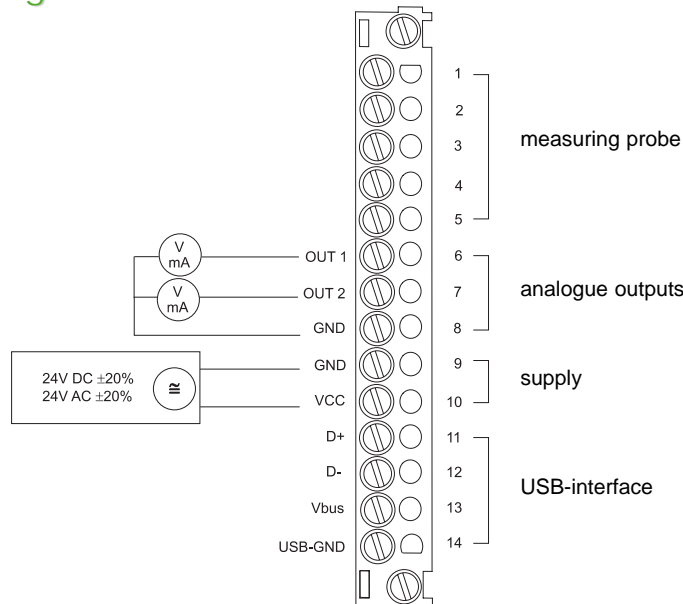 g
1
2
3
measuring probe
4
5
V
mA
OUT 1
6
V
mA
OUT 2
7
analogue outputs
GND
8
24V DC ±20%
24V AC ±20%
≅
GND
9
supply
VCC
10
D+
11
D-
12
USB-interface
Vbus
13
USB-GND
14